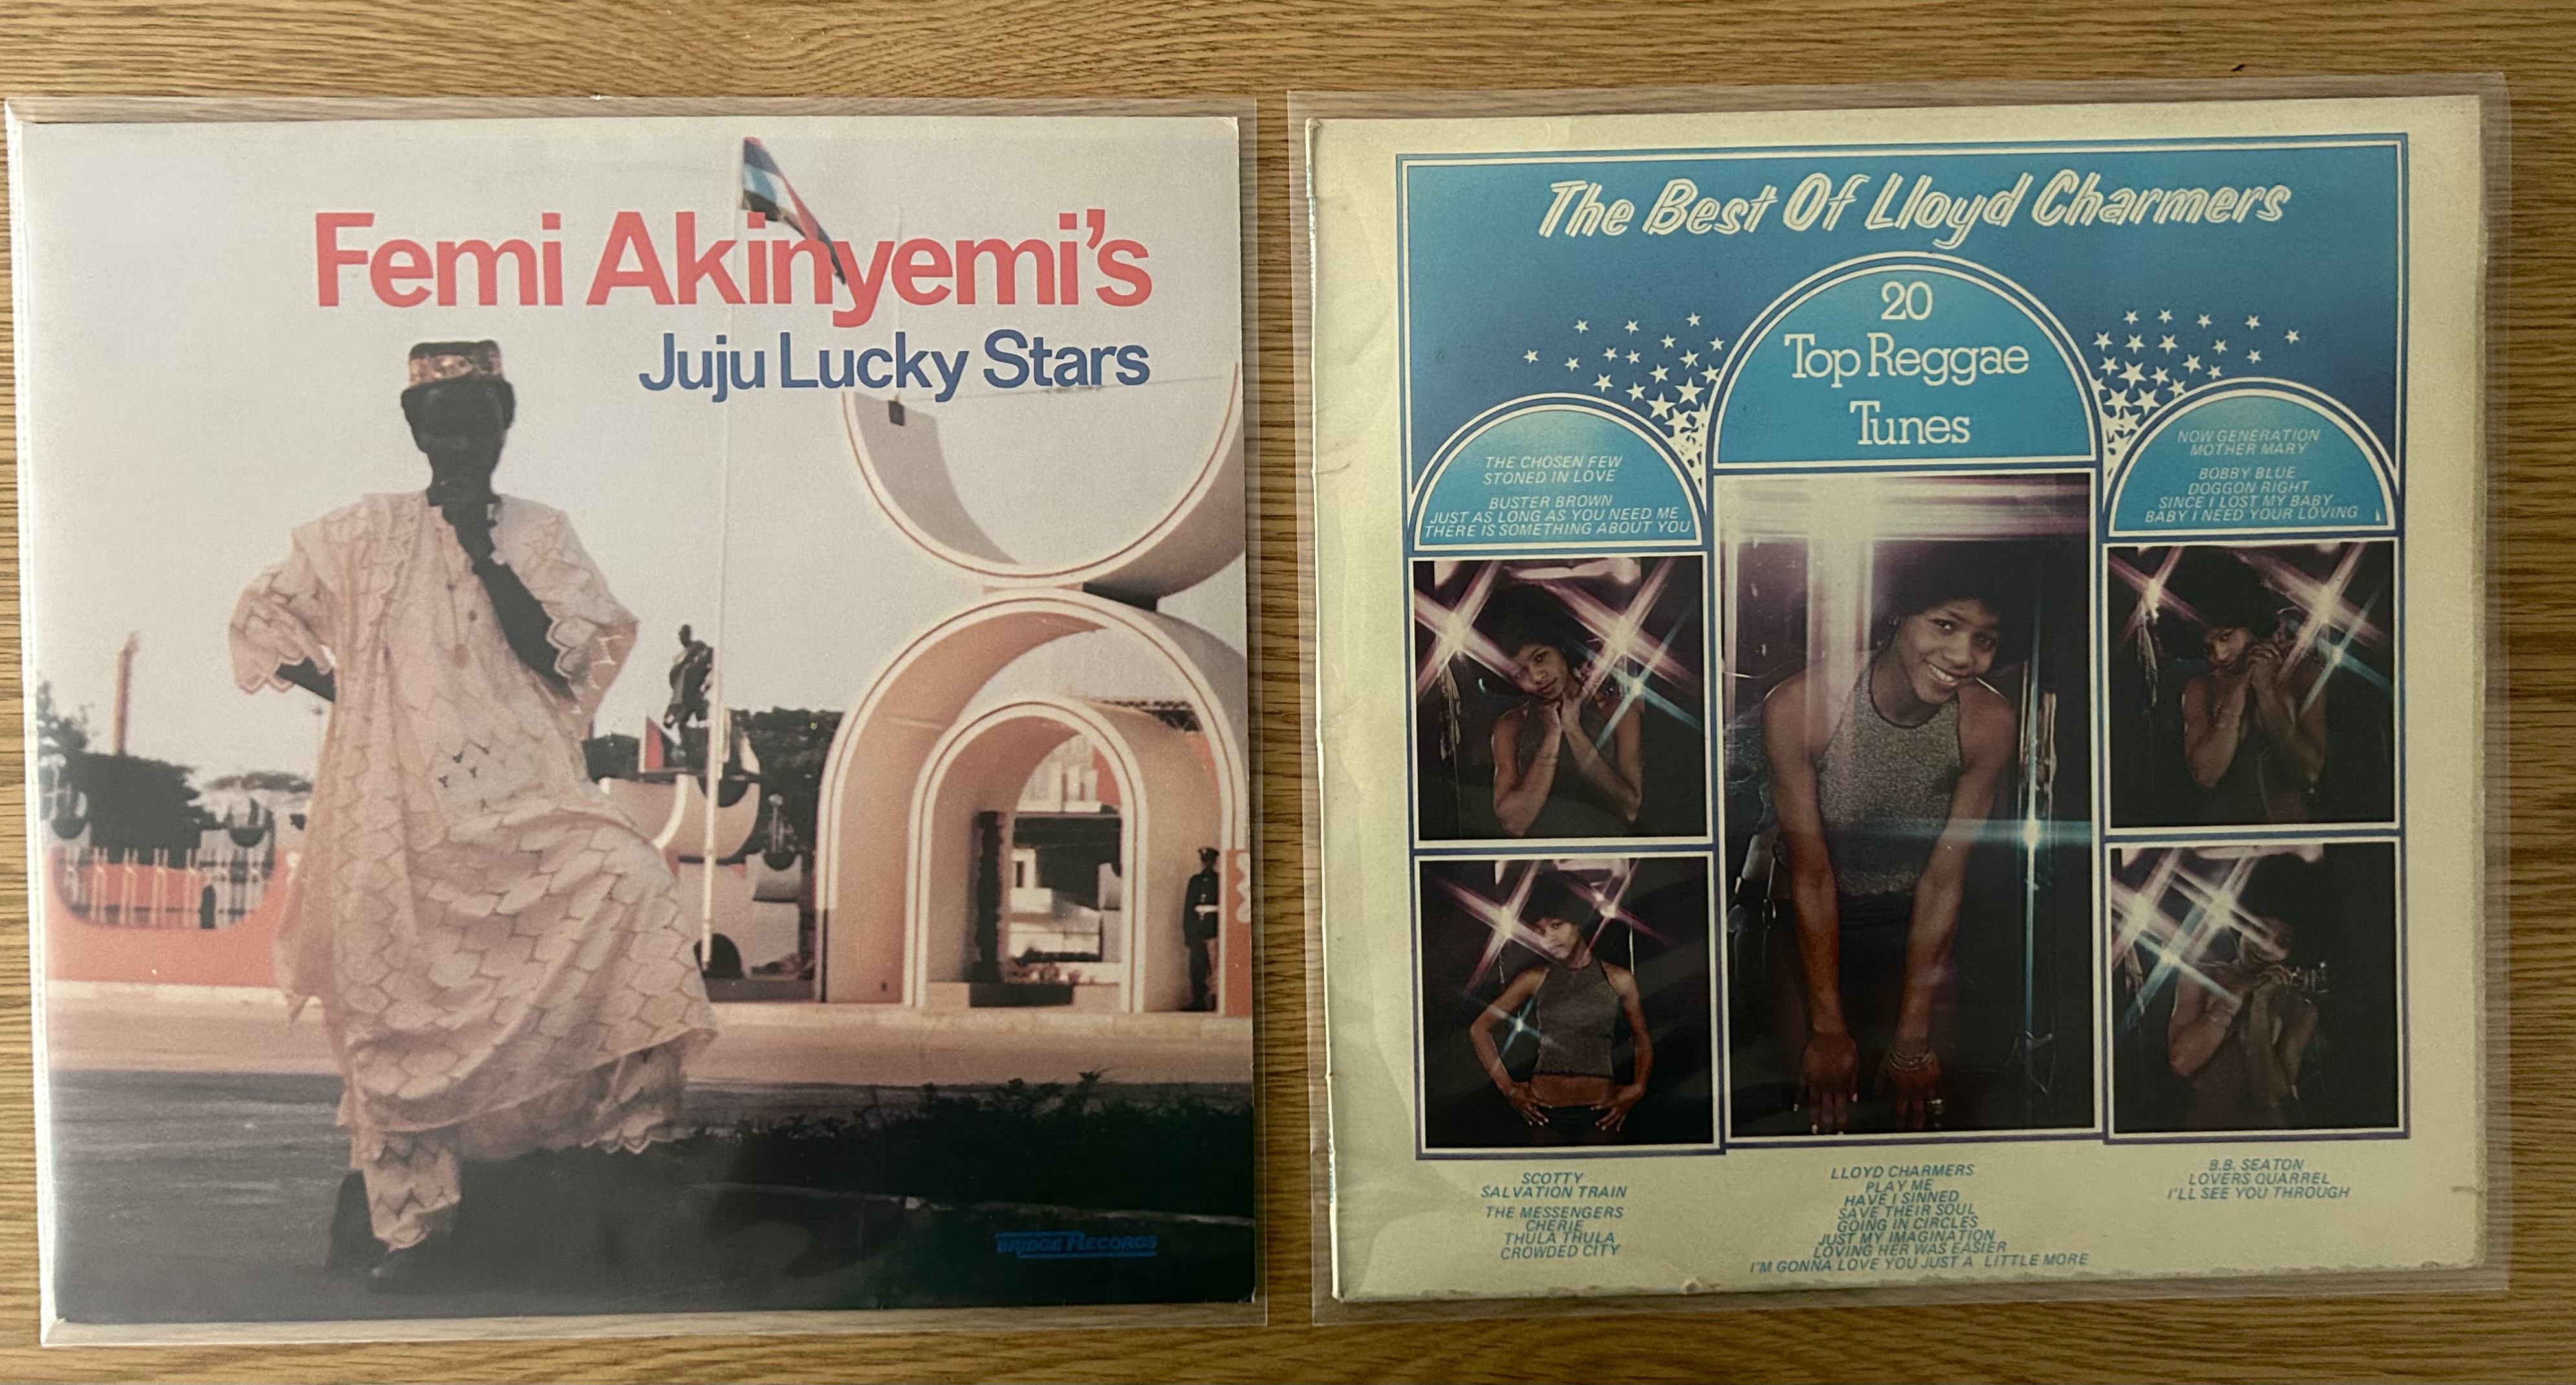 Femi Akinyemi's
Juju Lucky Stars
BRIDGE RECORDS
The Best Of Lloyd Charmers
20
Top Reggae
Tunes
THE CHOSEN FEW
STONED IN LOVE
BUSTER BROWN
JUST AS LONG AS YOU NEED ME
THERE IS SOMETHING ABOUT YOU
NOW GENERATION
MOTHER MARY
BOBBY BLUE
DOGGON RIGHT
SINCE I LOST MY BABY
BABY I NEED YOUR LOVING
SCOTTY
SALVATION TRAIN
THE MESSENGERS
CHERIE
THULA THULA
CROWDED CITY
LLOYD CHARMERS
PLAY ME
HAVE I SINNED
SAVE THEIR SOUL
GOING IN CIRCLES
JUST MY IMAGINATION
LOVING HER WAS EASIER
I'M GONNA LOVE YOU JUST A LITTLE MORE
B.B. SEATON
LOVERS QUARREL
I'LL SEE YOU THROUGH